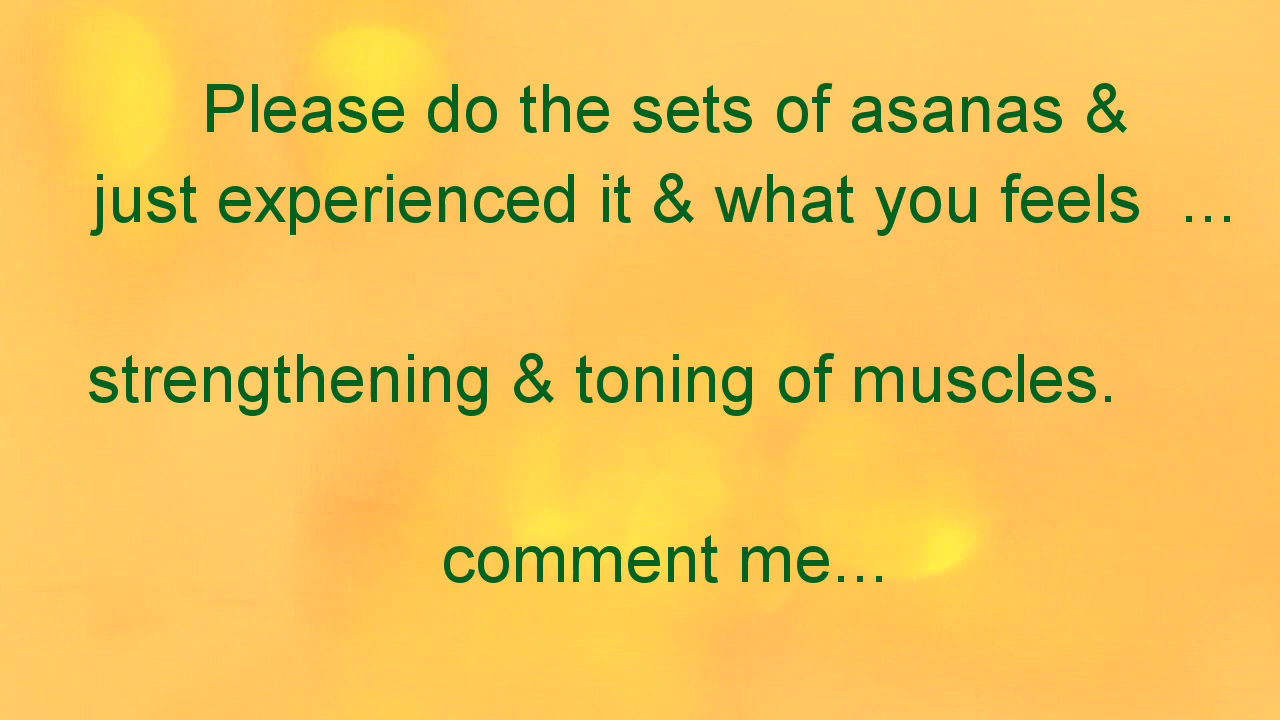 Please do the sets of asanas &
just experienced it & what you feels ...
strengthening & toning of muscles.
comment me...